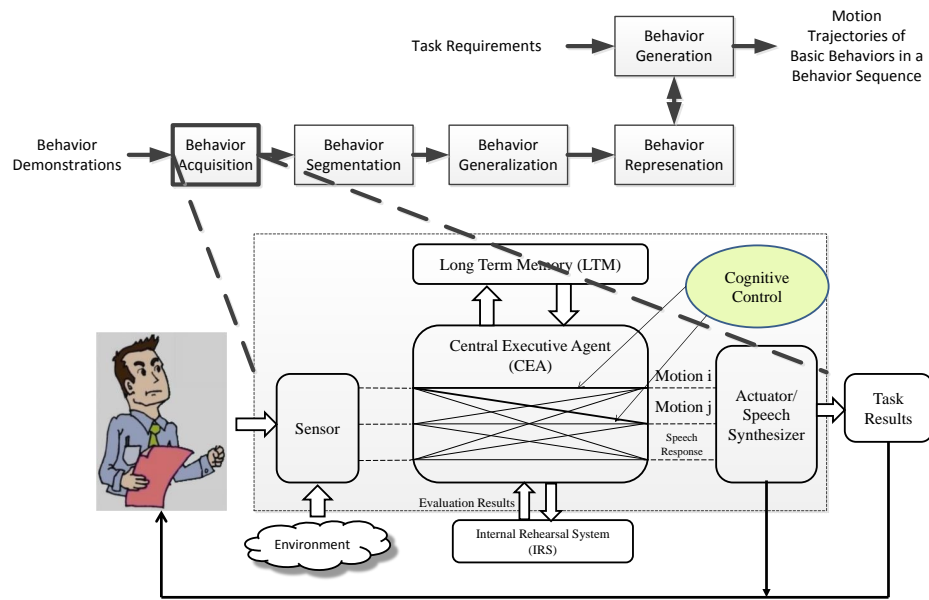 Task Requirements
Behavior
Generation
Motion
Trajectories of
Basic Behaviors in a
Behavior Sequence
Behavior
Demonstrations
Behavior
Acquisition
Behavior
Segmentation
Behavior
Generalization
Behavior
Represenation
Long Term Memory (LTM)
Cognitive
Control
Central Executive Agent
(CEA)
Motion i
Motion j
Speech
Response
Sensor
Actuator/
Speech
Synthesizer
Task
Results
Evaluation Results
Internal Rehearsal System
(IRS)
Environment